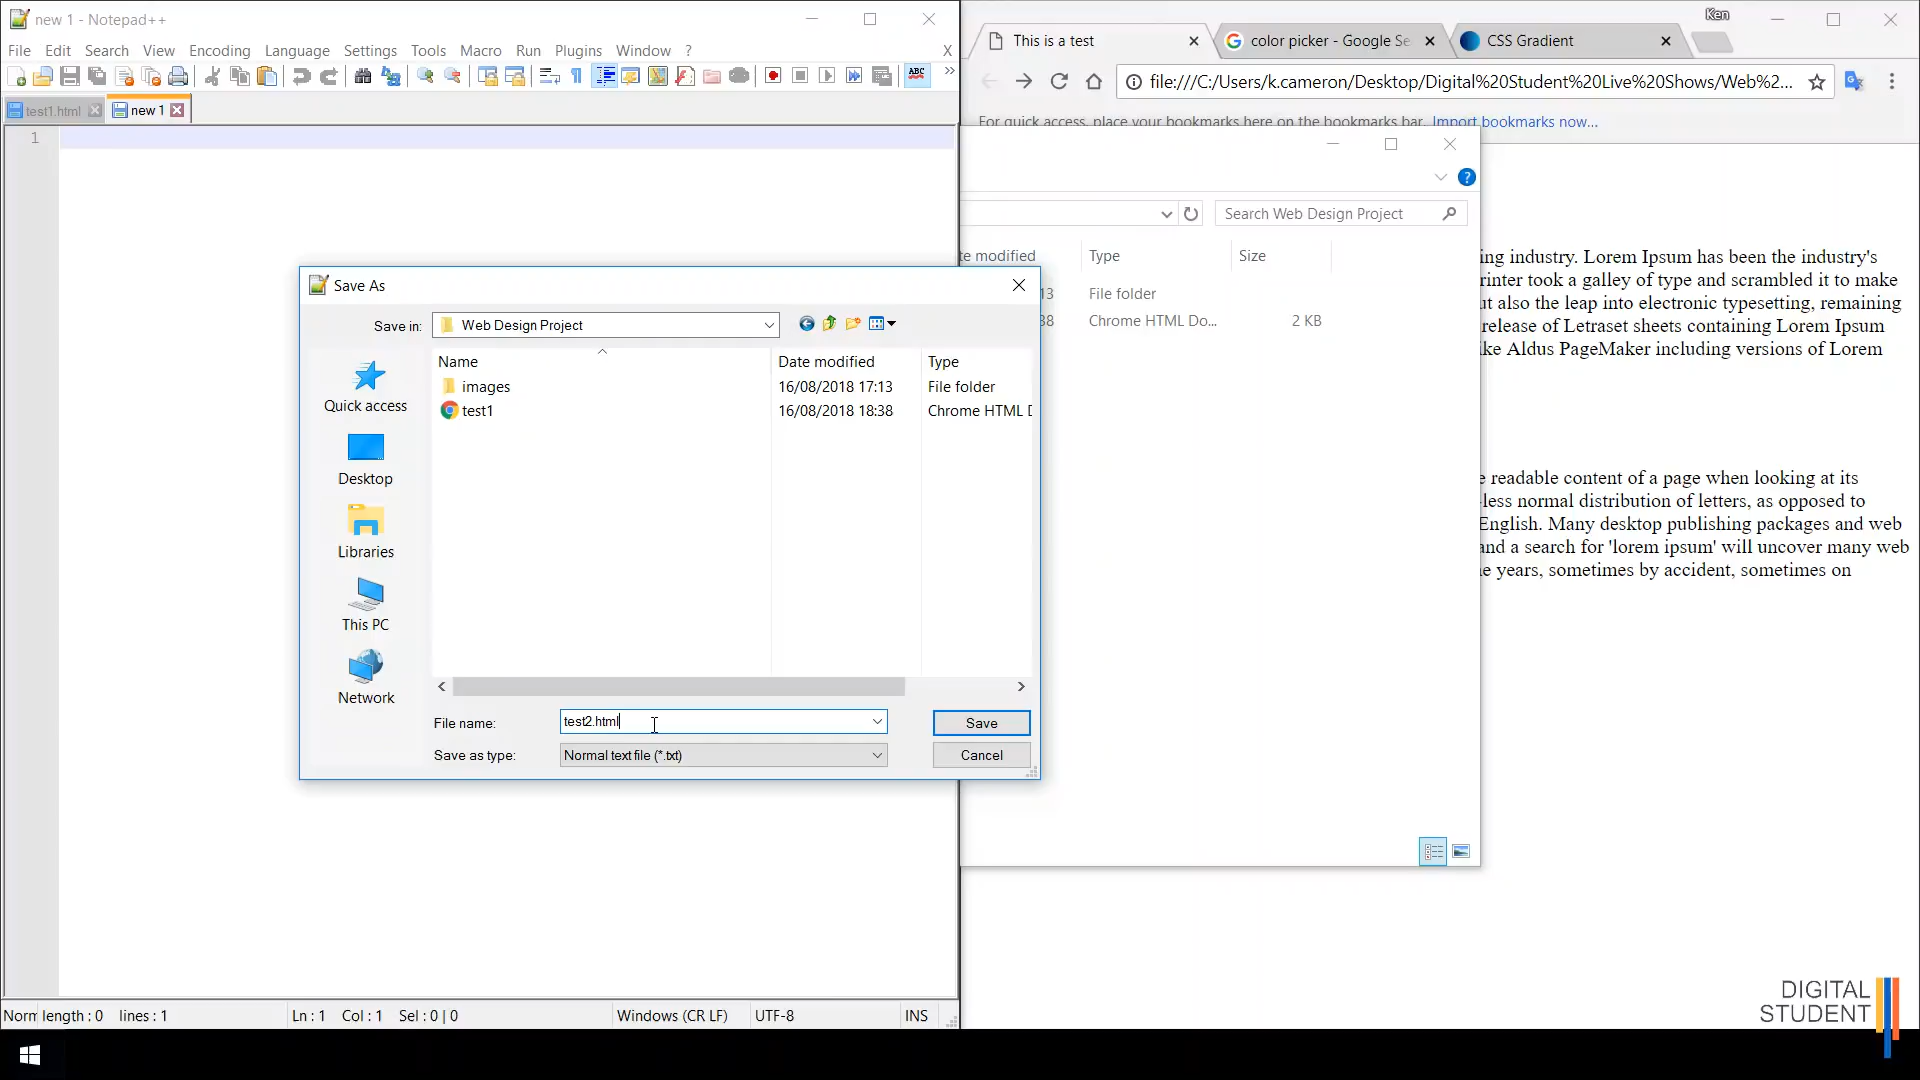 new 1 - Notepad++
File Edit Search View Encoding Language Settings Tools Macro Run Plugins Window ? X
ABC
test1.html
new 1
1
Ken
This is a test
color picker - Google Se
CSS Gradient
file:///C:/Users/k.cameron/Desktop/Digital%20Student%20Live%20Shows/Web%2...
For quick access, place your bookmarks here on the bookmarks bar. Import bookmarks now...
Search Web Design Project
te modified Type Size
13 File folder
38 Chrome HTML Do... 2 KB
ing industry. Lorem Ipsum has been the industry's
rinter took a galley of type and scrambled it to make
ut also the leap into electronic typesetting, remaining
release of Letraset sheets containing Lorem Ipsum
ike Aldus PageMaker including versions of Lorem
e readable content of a page when looking at its
-less normal distribution of letters, as opposed to
English. Many desktop publishing packages and web
and a search for 'lorem ipsum' will uncover many web
e years, sometimes by accident, sometimes on
Save As
Save in: Web Design Project
Name Date modified Type
images 16/08/2018 17:13 File folder
test1 16/08/2018 18:38 Chrome HTML D
Quick access
Desktop
Libraries
This PC
Network
File name: test2.html Save
Save as type: Normal text file (*.txt) Cancel
Norm length : 0 lines : 1 Ln : 1 Col : 1 Sel : 0 | 0 Windows (CR LF) UTF-8 INS
DIGITAL
STUDENT